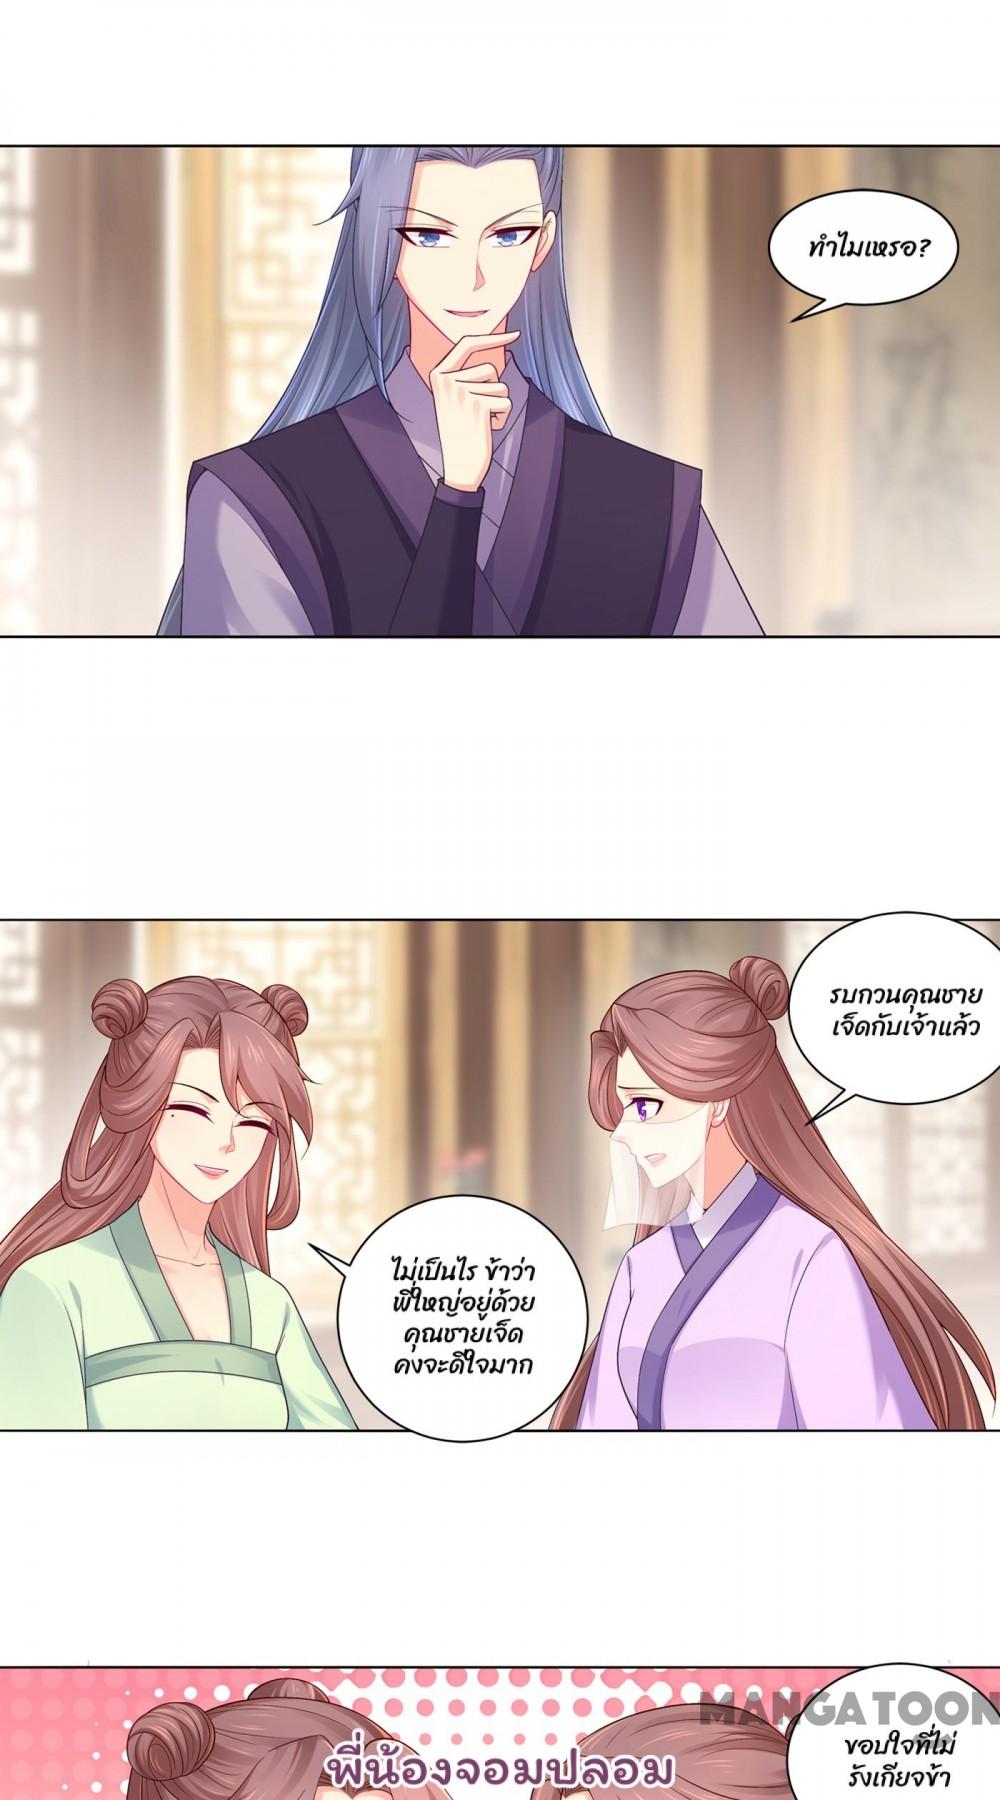 ทำไมเหรอ?
รบกวนคุณชาย
เจ็ดกับเจ้าแล้ว
ไม่เป็นไร ข้าว่า
พี่ใหญ่อยู่ด้วย
คุณชายเจ็ด
คงจะดีใจมาก
MANGATOON
ขอบใจที่ไม่
รังเกียจข้า
พี่น้องจอมปลอม